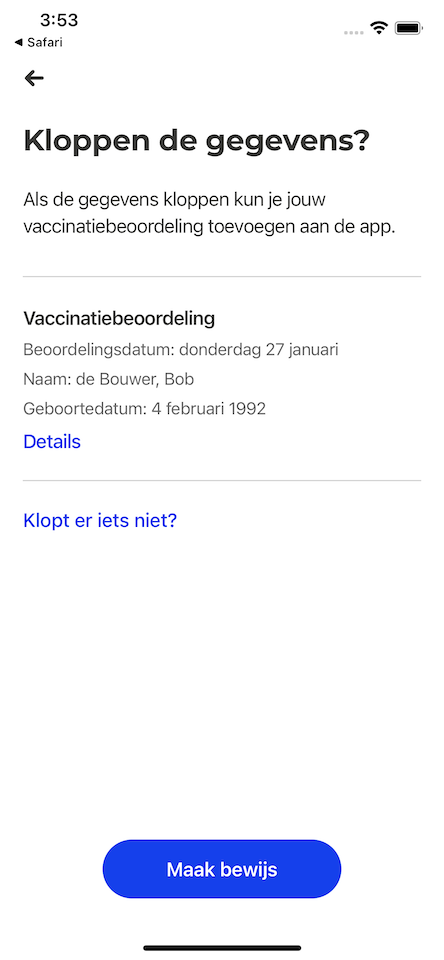 3:53
◀ Safari
Kloppen de gegevens?
Als de gegevens kloppen kun je jouw
vaccinatiebeoordeling toevoegen aan de app.
Vaccinatiebeoordeling
Beoordelingsdatum: donderdag 27 januari
Naam: de Bouwer, Bob
Geboortedatum: 4 februari 1992
Details
Klopt er iets niet?
Maak bewijs